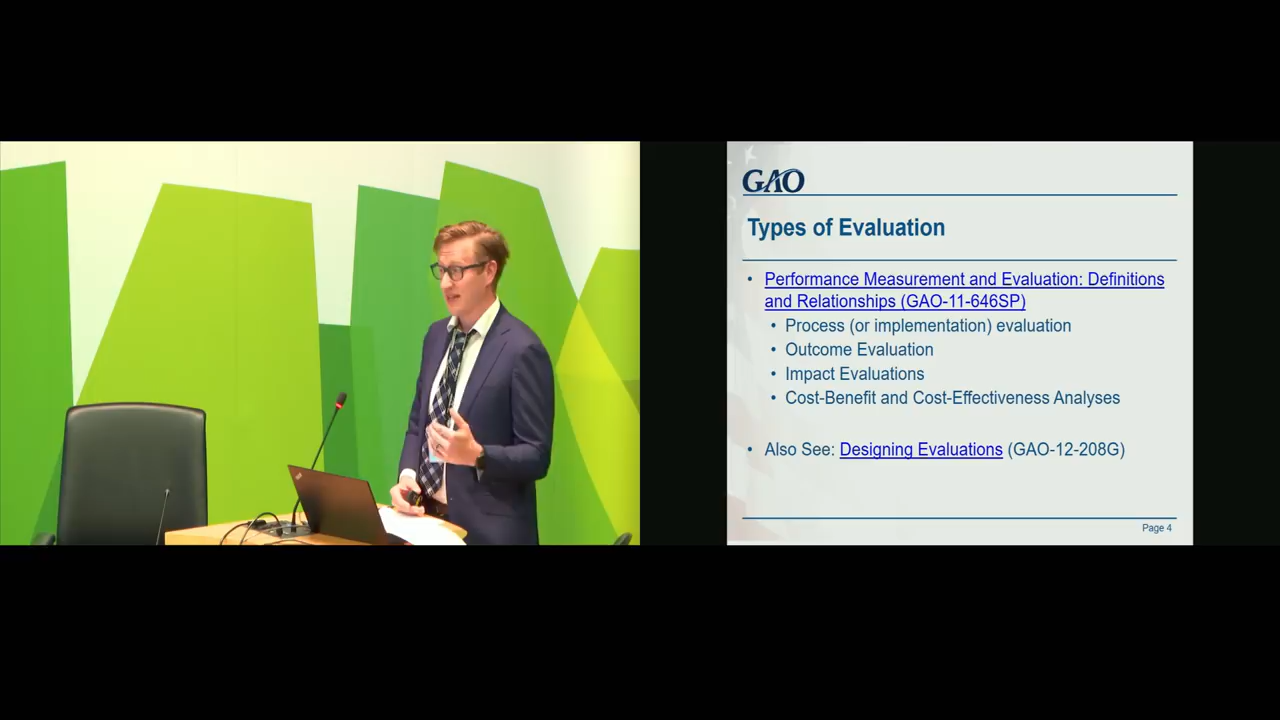 GAO
Types of Evaluation
• Performance Measurement and Evaluation: Definitions
and Relationships (GAO-11-646SP)
• Process (or implementation) evaluation
• Outcome Evaluation
• Impact Evaluations
• Cost-Benefit and Cost-Effectiveness Analyses
• Also See: Designing Evaluations (GAO-12-208G)
Page 4